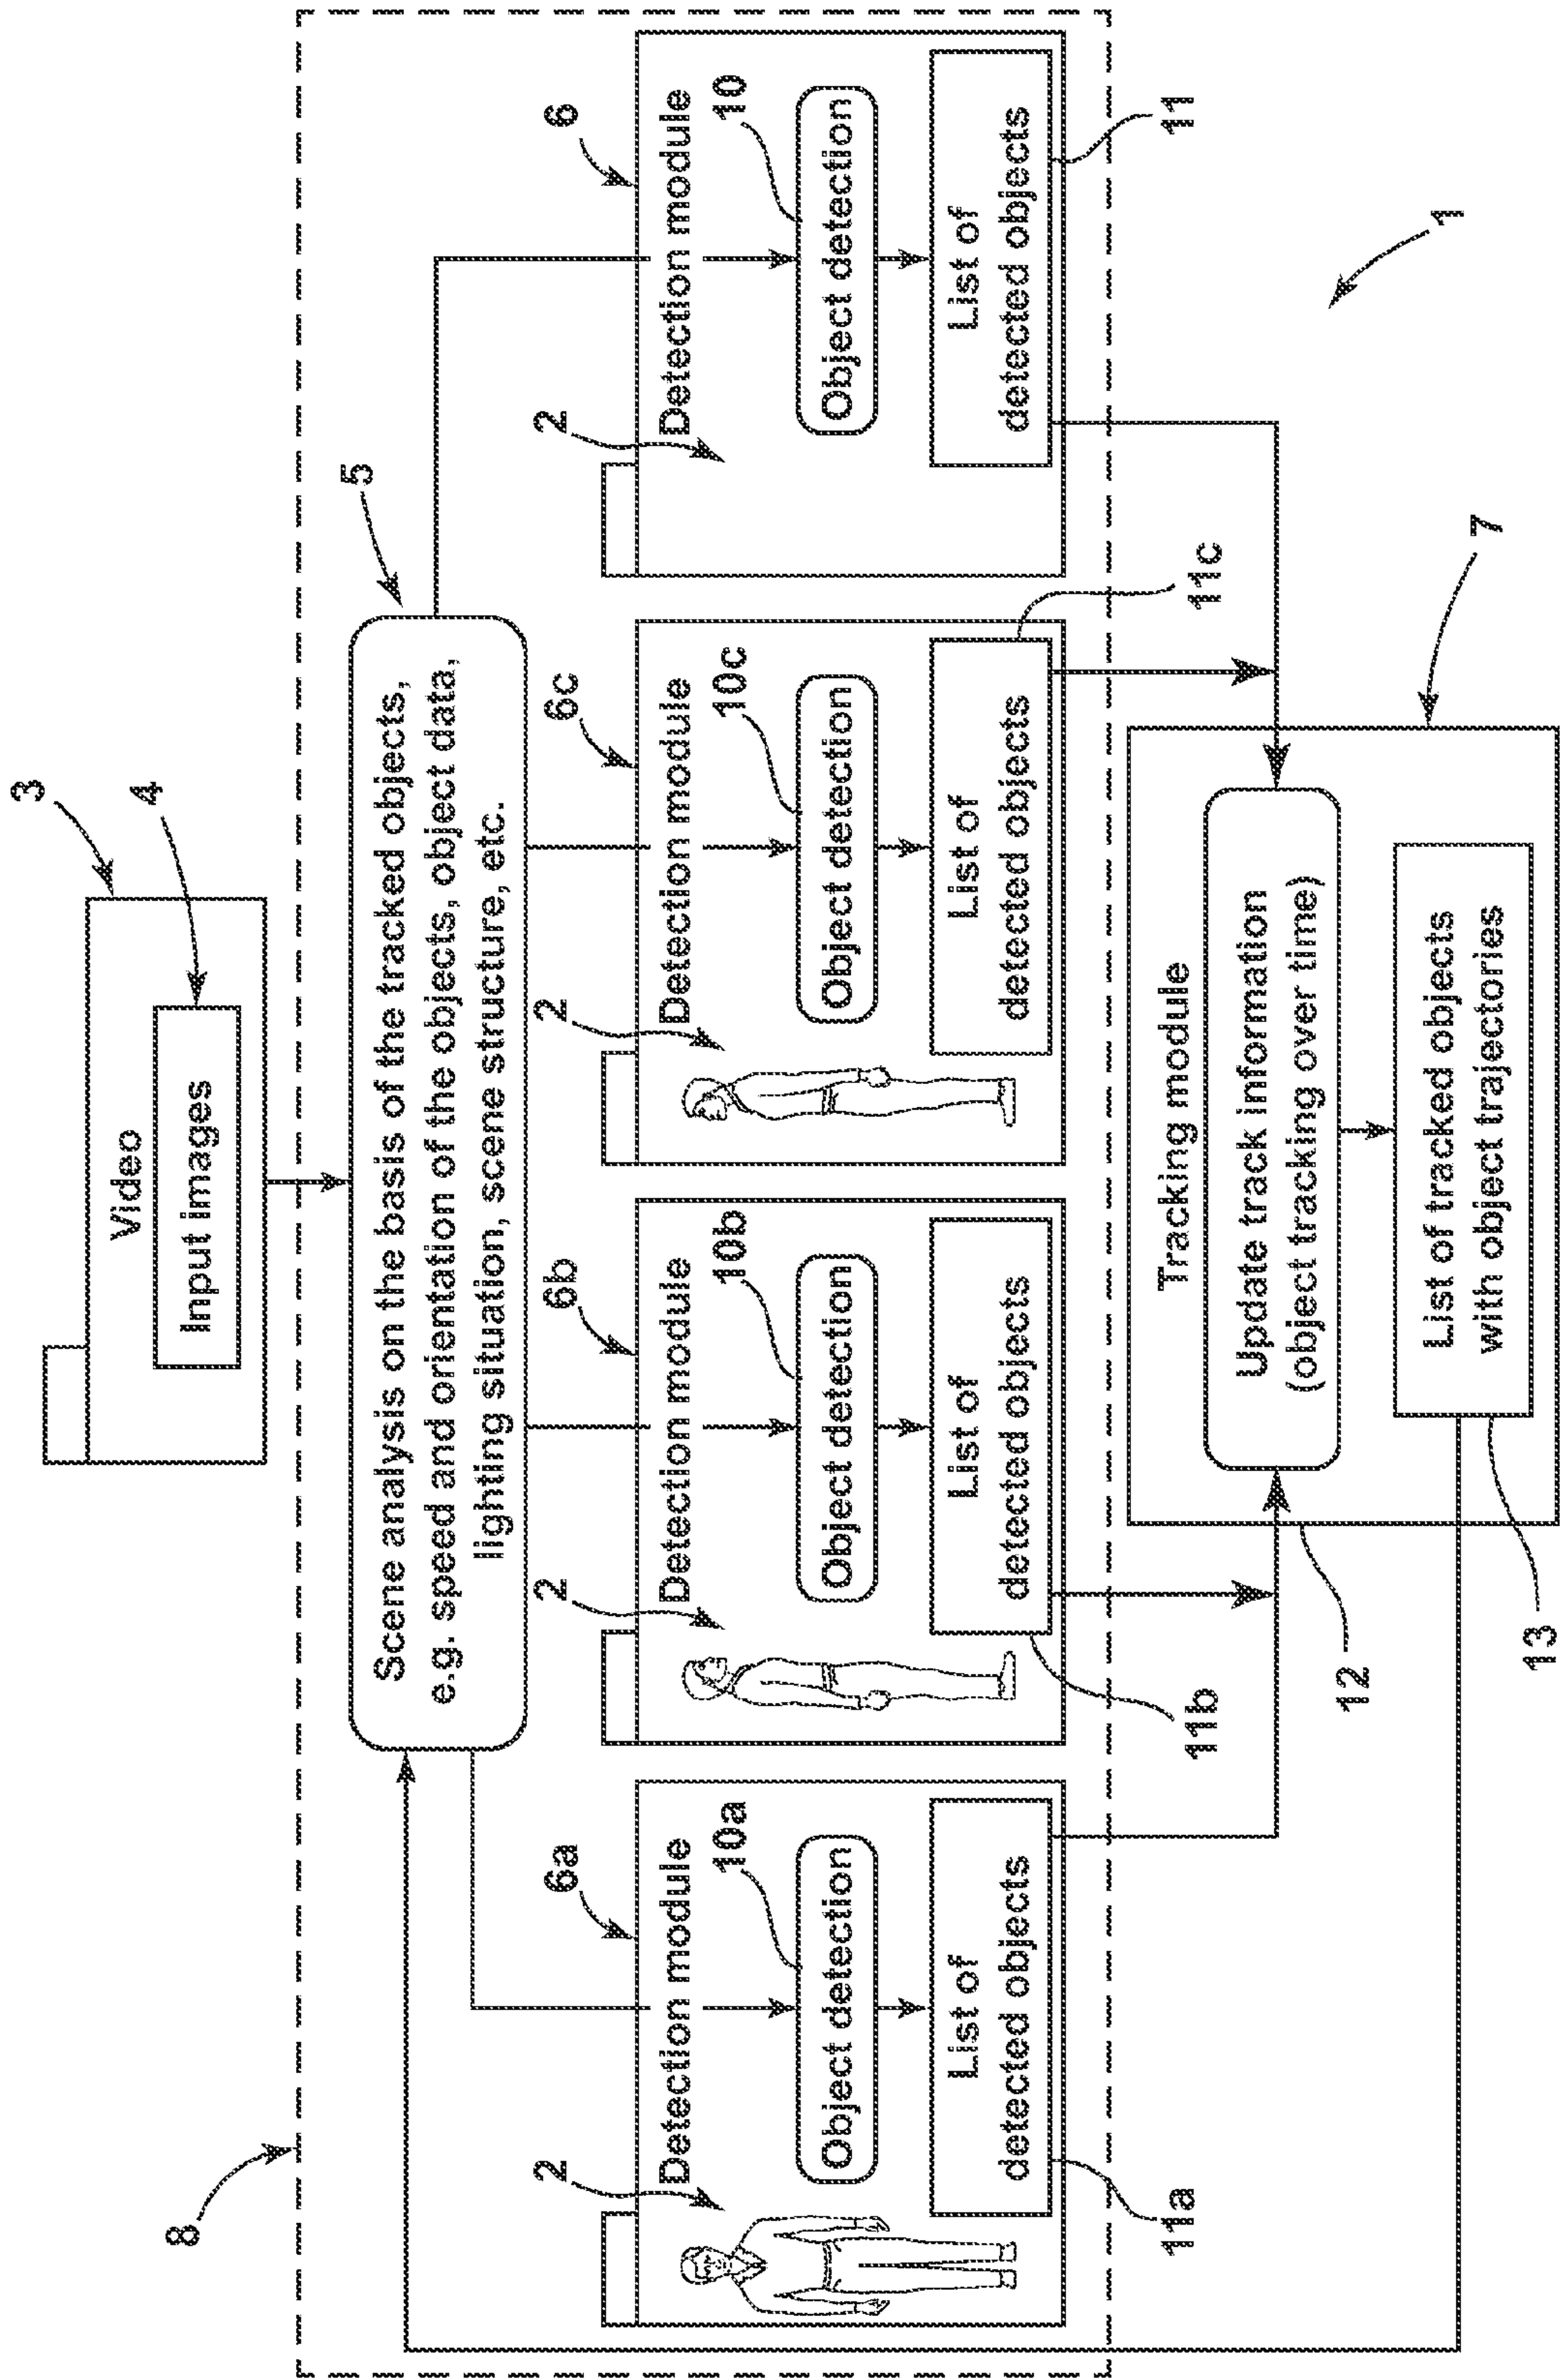 3
Video
4
Input images
8
5
Scene analysis on the basis of the tracked objects,
e.g. speed and orientation of the objects, object data,
lighting situation, scene structure, etc.
6a
2
Detection module
10a
Object detection
List of
detected objects
11a
6b
2
Detection module
10b
Object detection
List of
detected objects
11b
6c
2
Detection module
10c
Object detection
List of
detected objects
11c
6
2
Detection module
10
Object detection
List of
detected objects
11
1
7
Tracking module
Update track information
(object tracking over time)
12
List of tracked objects
with object trajectories
13